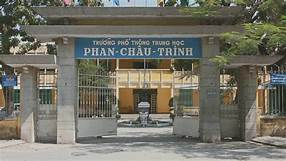 TRƯỜNG PHỔ THÔNG TRUNG HỌC
PHAN-CHÂU-TRINH